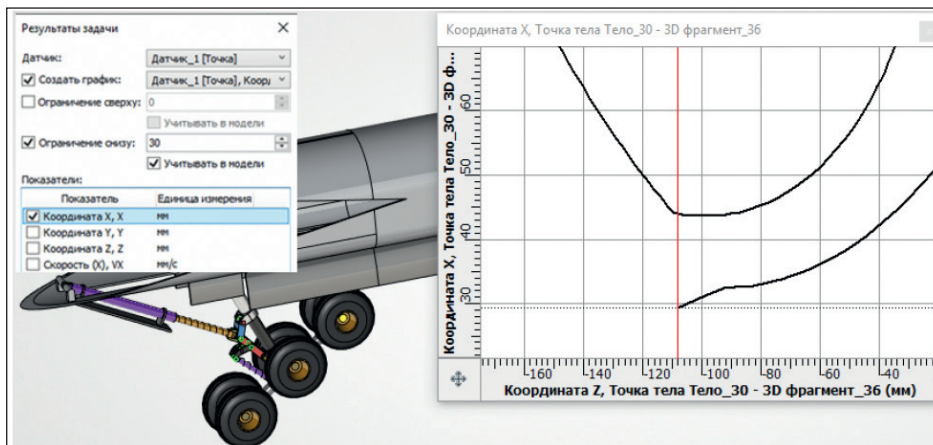 Результаты задачи
Датчик:
Датчик_1 [Точка]
Создать график:
Датчик_1 [Точка], Коор
Ограничение сверху:
0
Учитывать в модели
Ограничение снизу:
30
Учитывать в модели
Показатели:
Показатель Единица измерения
Координата X, X мм
Координата Y, Y мм
Координата Z, Z мм
Скорость (X), VX мм/с
Координата X, Точка тела Тело_30 - 3D фрагмент_36
Координата X, Точка тела Тело_30 - 3D ф...
60
50
40
30
-160 -140 -120 -100 -80 -60 -40 -20
Координата Z, Точка тела Тело_30 - 3D фрагмент_36 (мм)